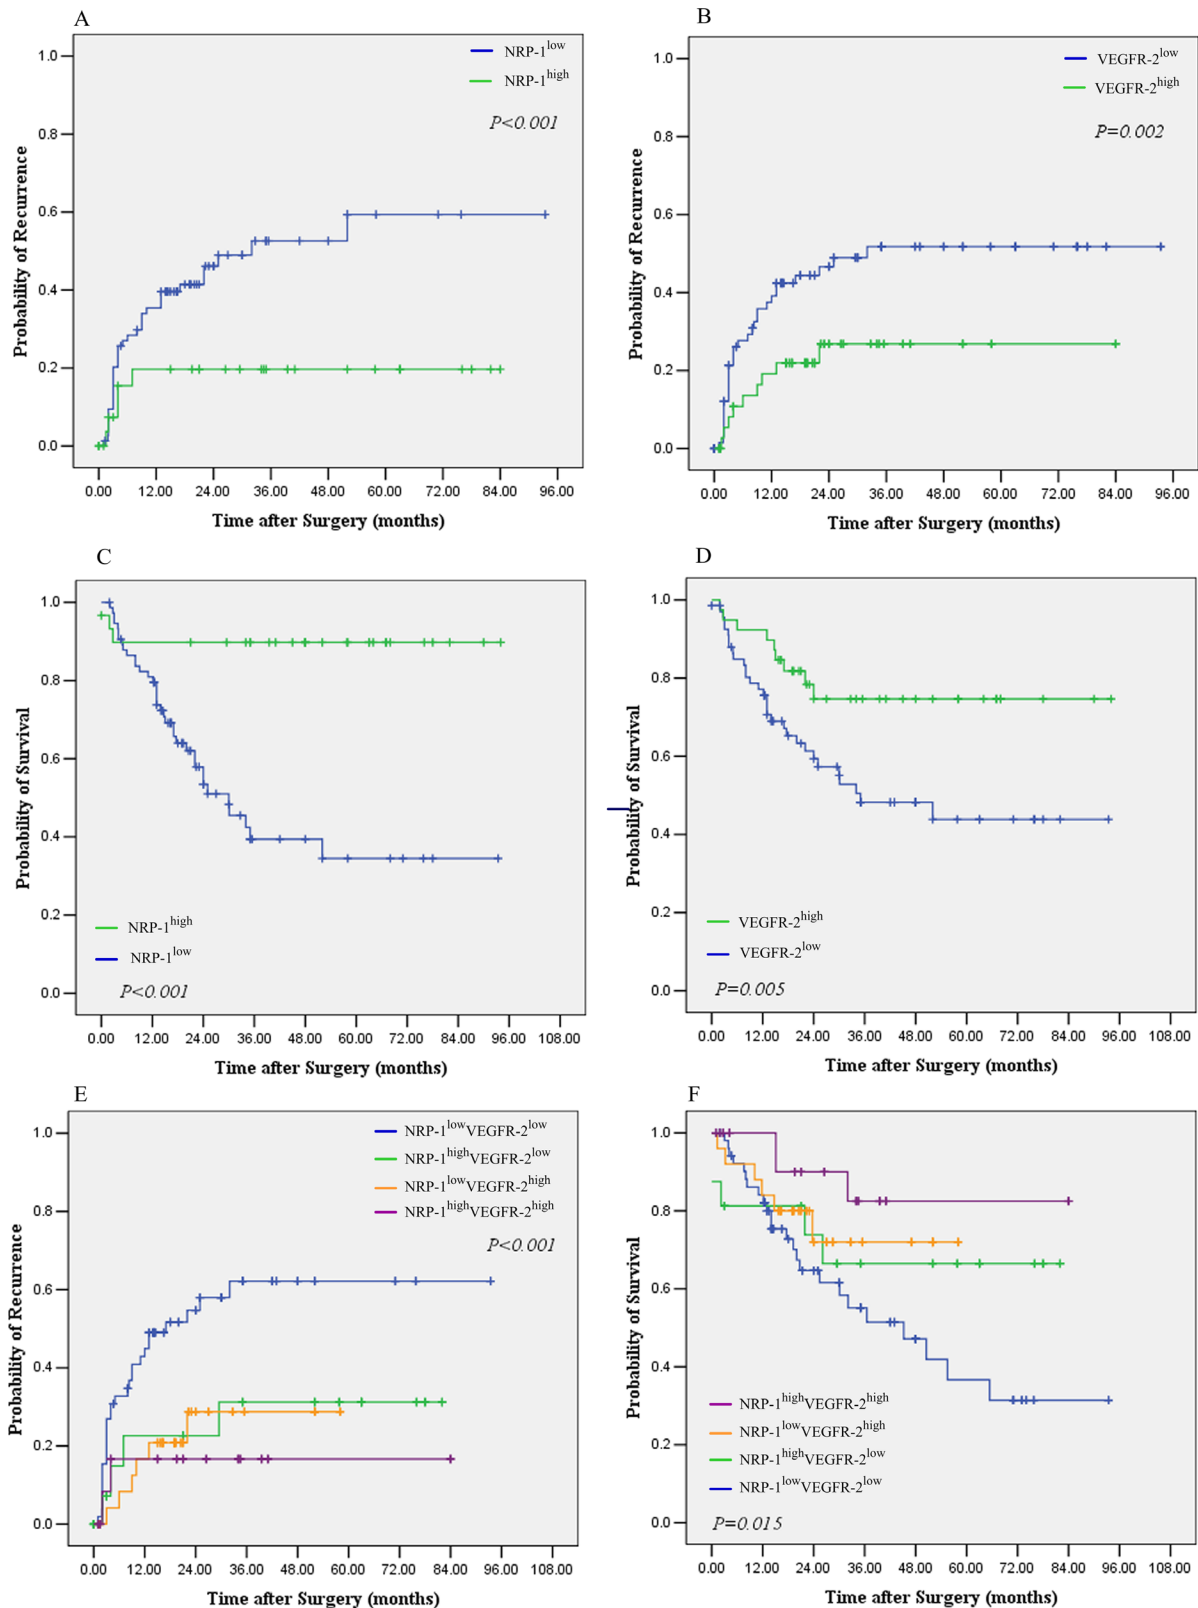 A
NRP-1low
NRP-1high
P<0.001
Probability of Recurrence
1.0
0.8
0.6
0.4
0.2
0.0
0.00 12.00 24.00 36.00 48.00 60.00 72.00 84.00 96.00
Time after Surgery (months)
B
VEGFR-2low
VEGFR-2high
P=0.002
Probability of Recurrence
1.0
0.8
0.6
0.4
0.2
0.0
0.00 12.00 24.00 36.00 48.00 60.00 72.00 84.00 96.00
Time after Surgery (months)
C
Probability of Survival
1.0
0.8
0.6
0.4
0.2
0.0
NRP-1high
NRP-1low
P<0.001
0.00 12.00 24.00 36.00 48.00 60.00 72.00 84.00 96.00 108.00
Time after Surgery (months)
D
Probability of Survival
1.0
0.8
0.6
0.4
0.2
0.0
VEGFR-2high
VEGFR-2low
P=0.005
0.00 12.00 24.00 36.00 48.00 60.00 72.00 84.00 96.00 108.00
Time after Surgery (months)
E
NRP-1lowVEGFR-2low
NRP-1highVEGFR-2low
NRP-1lowVEGFR-2high
NRP-1highVEGFR-2high
P<0.001
Probability of Recurrence
1.0
0.8
0.6
0.4
0.2
0.0
0.00 12.00 24.00 36.00 48.00 60.00 72.00 84.00 96.00 108.00
Time after Surgery (months)
F
Probability of Survival
1.0
0.8
0.6
0.4
0.2
0.0
NRP-1highVEGFR-2high
NRP-1lowVEGFR-2high
NRP-1highVEGFR-2low
NRP-1lowVEGFR-2low
P=0.015
0.00 12.00 24.00 36.00 48.00 60.00 72.00 84.00 96.00 108.00
Time after Surgery (months)